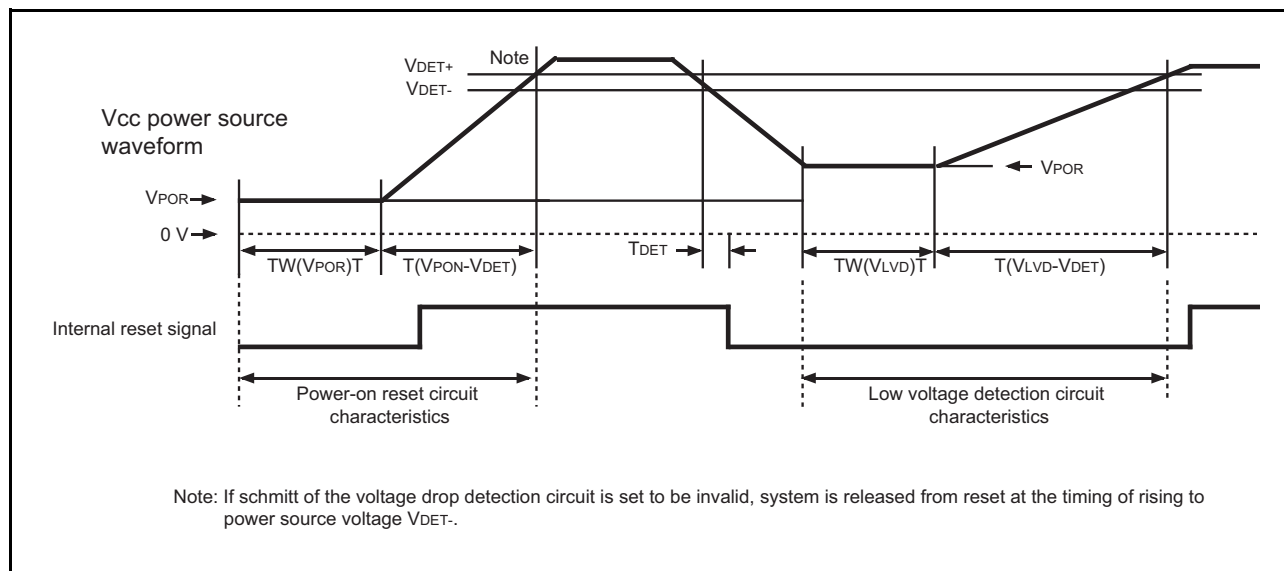 VDET+
Note
VDET-
Vcc power source
waveform
VPOR
VPOR
0 V
TDET
TW(VPOR)T
T(VPON-VDET)
TW(VLVD)T
T(VLVD-VDET)
Internal reset signal
Power-on reset circuit
characteristics
Low voltage detection circuit
characteristics
Note: If schmitt of the voltage drop detection circuit is set to be invalid, system is released from reset at the timing of rising to
power source voltage VDET-.